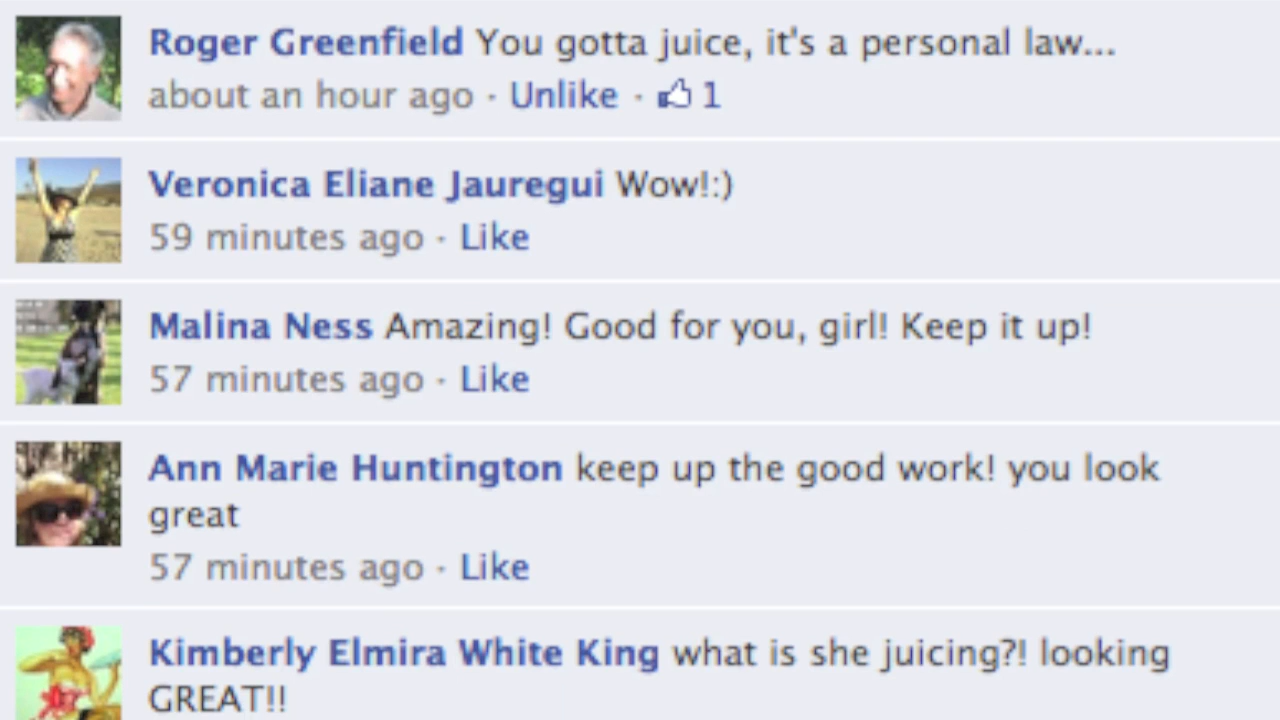 Roger Greenfield You gotta juice, it's a personal law...
about an hour ago · Unlike · 1
Veronica Eliane Jauregui Wow!:)
59 minutes ago · Like
Malina Ness Amazing! Good for you, girl! Keep it up!
57 minutes ago · Like
Ann Marie Huntington keep up the good work! you look
great
57 minutes ago · Like
Kimberly Elmira White King what is she juicing?! looking
GREAT!!